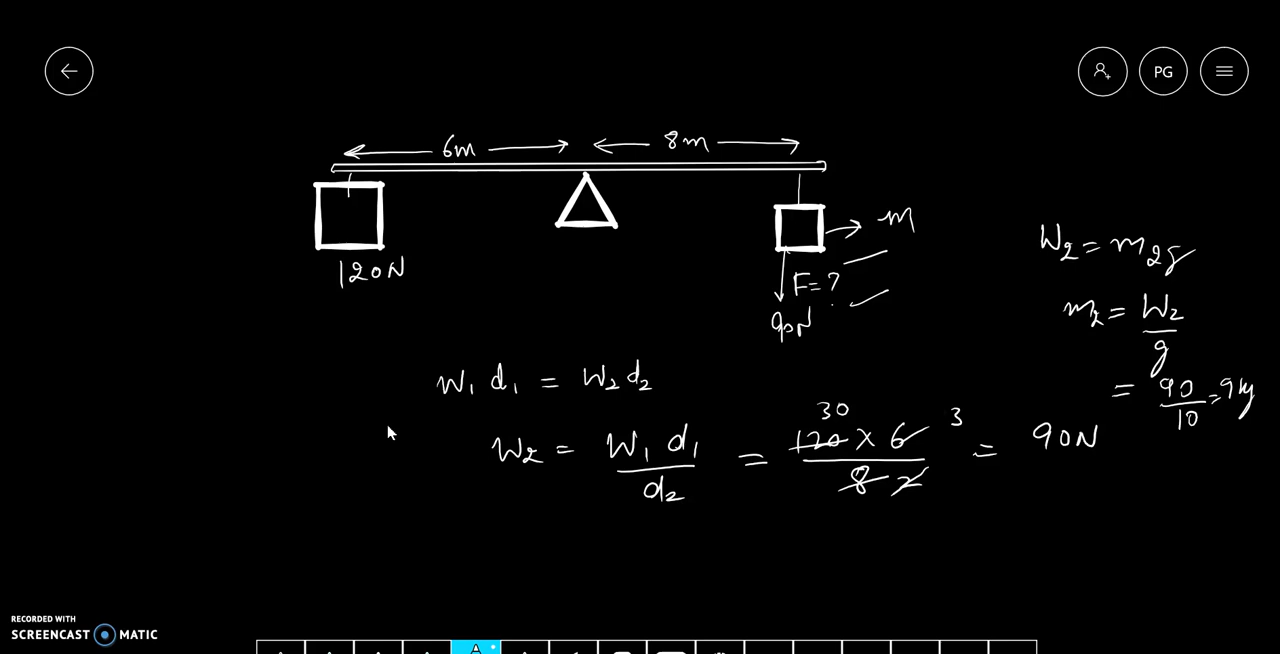 PG
6m 8m
m
120N
F=?
90N
W₂ = m₂g
m₂ = W₂/g
= 90/10 = 9kg
W₁ d₁ = W₂ d₂
W₂ = W₁ d₁/d₂ = 30 120 × 6 3/8 2 = 90N
RECORDED WITH
SCREENCAST MATIC